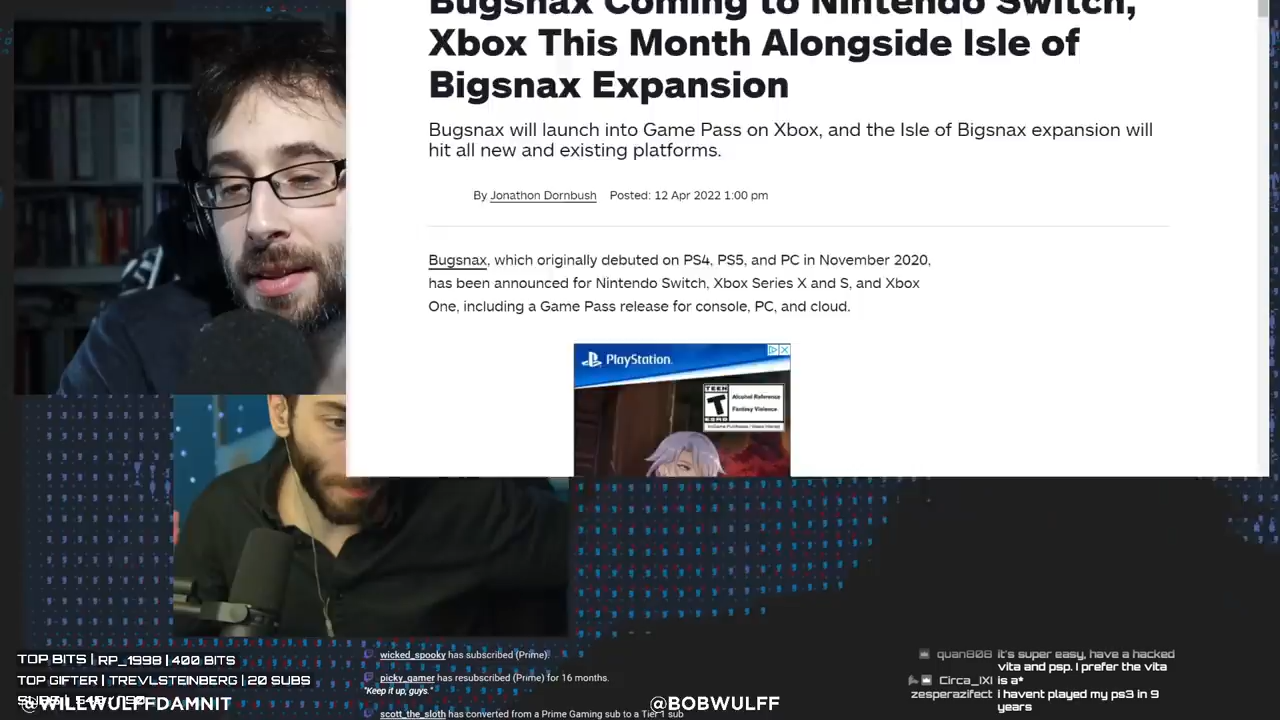 Bugsnax Coming to Nintendo Switch,
Xbox This Month Alongside Isle of
Bigsnax Expansion
Bugsnax will launch into Game Pass on Xbox, and the Isle of Bigsnax expansion will
hit all new and existing platforms.
By Jonathon Dornbush Posted: 12 Apr 2022 1:00 pm
Bugsnax, which originally debuted on PS4, PS5, and PC in November 2020,
has been announced for Nintendo Switch, Xbox Series X and S, and Xbox
One, including a Game Pass release for console, PC, and cloud.
PlayStation
TEEN
T
ESRB
Alcohol Reference
Fantasy Violence
wicked_spooky has subscribed (Prime).
picky_gamer has resubscribed (Prime) for 16 months.
"Keep it up, guys."
scott_the_sloth has converted from a Prime Gaming sub to a Tier 1 sub
TOP BITS | RP_1998 | 400 BITS
TOP GIFTER | TREVLSTEINBERG | 20 SUBS
@WILLWULFFDAMNIT
@BOBWULFF
quan808 it's super easy, have a hacked
vita and psp. I prefer the vita
Circa_IXI is a*
zesperazifect i havent played my ps3 in 9
years